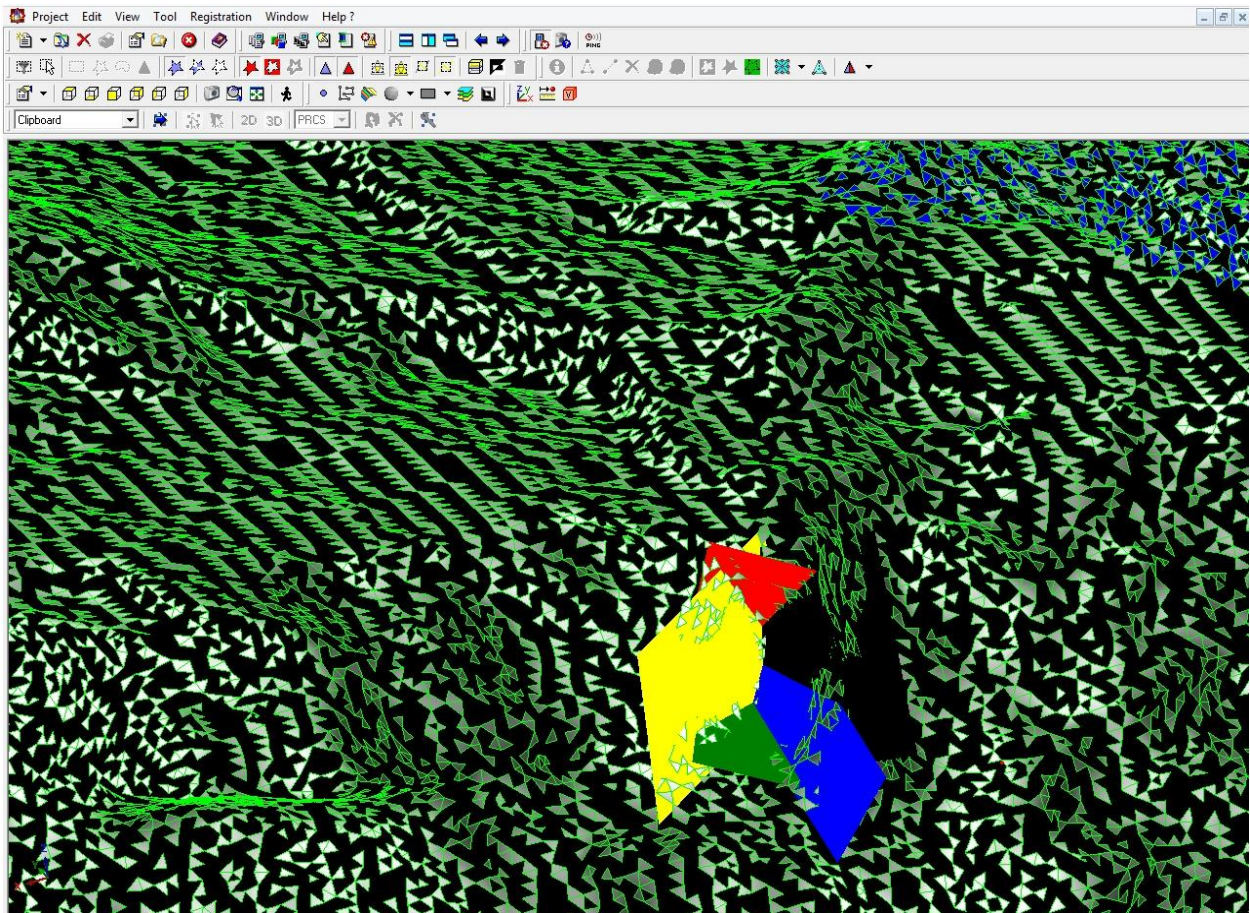 Project Edit View Tool Registration Window Help ?
PING
2D 3D PRCS
Clipboard